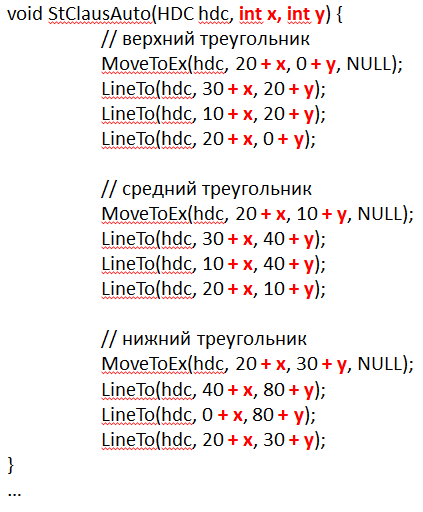 void StClausAuto(HDC hdc, int x, int y) {
// верхний треугольник
MoveToEx(hdc, 20 + x, 0 + y, NULL);
LineTo(hdc, 30 + x, 20 + y);
LineTo(hdc, 10 + x, 20 + y);
LineTo(hdc, 20 + x, 0 + y);
// средний треугольник
MoveToEx(hdc, 20 + x, 10 + y, NULL);
LineTo(hdc, 30 + x, 40 + y);
LineTo(hdc, 10 + x, 40 + y);
LineTo(hdc, 20 + x, 10 + y);
// нижний треугольник
MoveToEx(hdc, 20 + x, 30 + y, NULL);
LineTo(hdc, 40 + x, 80 + y);
LineTo(hdc, 0 + x, 80 + y);
LineTo(hdc, 20 + x, 30 + y);
}
...